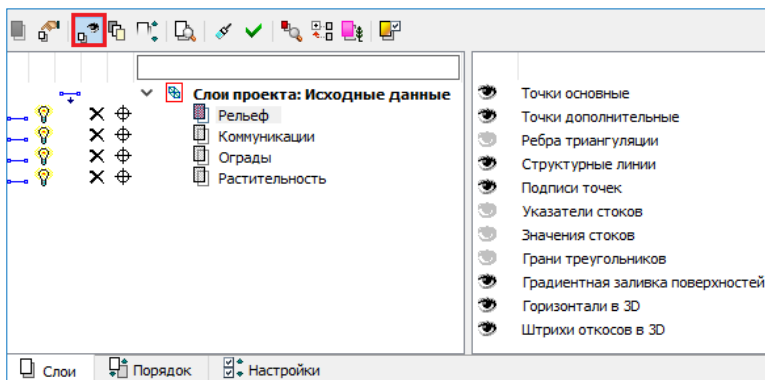 Слои проекта: Исходные данные
Рельеф
Коммуникации
Ограды
Растительность
Точки основные
Точки дополнительные
Ребра триангуляции
Структурные линии
Подписи точек
Указатели стоков
Значения стоков
Грани треугольников
Градиентная заливка поверхностей
Горизонтали в 3D
Штрихи откосов в 3D
Слои
Порядок
Настройки